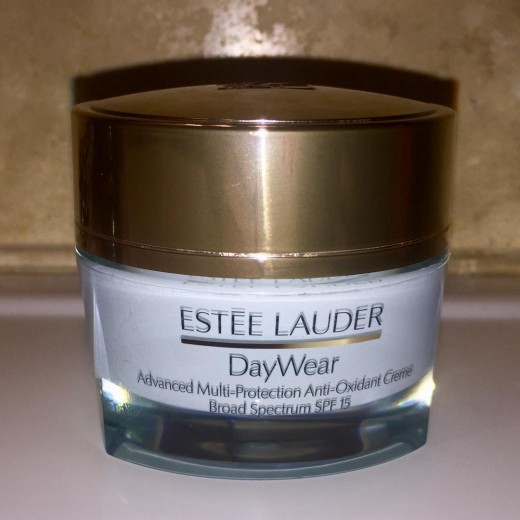 ESTĒE LAUDER
DayWear
Advanced Multi-Protection Anti-Oxidant Creme
Broad Spectrum SPF 15